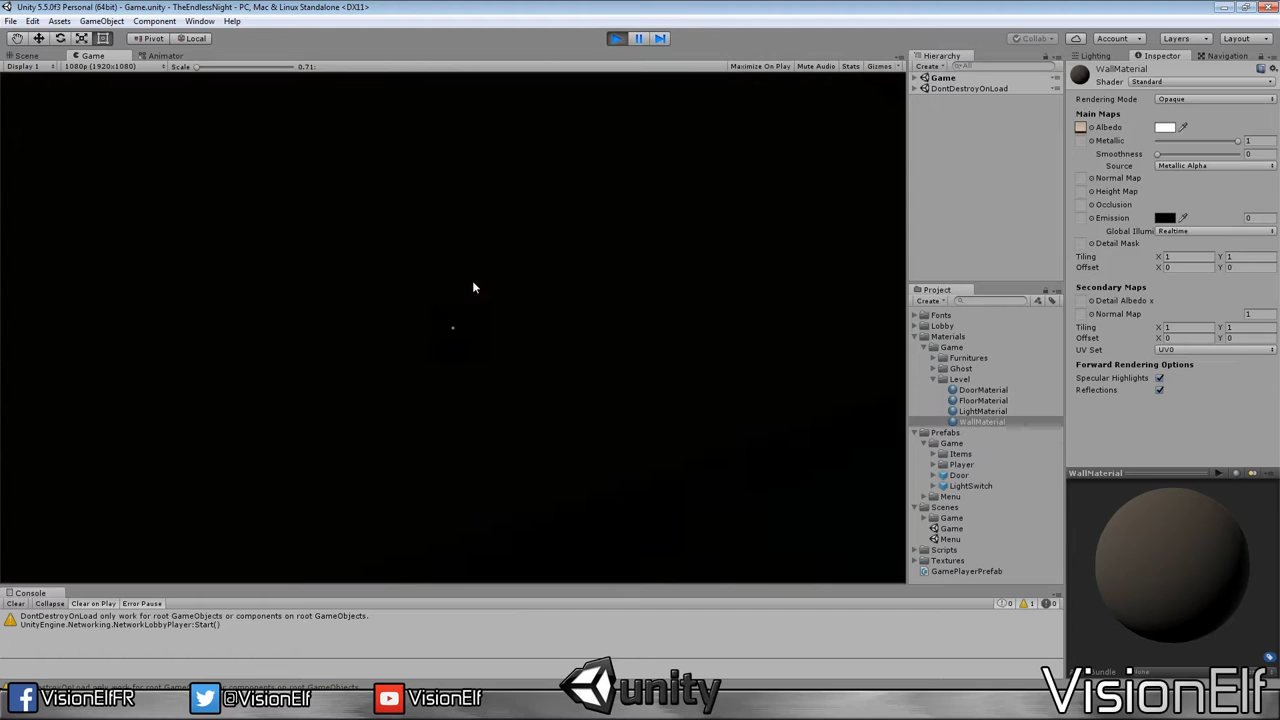 Unity 5.5.0f3 Personal (64bit) - Game.unity - TheEndlessNight - PC, Mac & Linux Standalone <DX11>
File Edit Assets GameObject Component Window Help
Pivot Local Collab Account Layers Layout
Scene Game Animator
Display 1 1080p (1920x1080) Scale 0.71: Maximize On Play Mute Audio Stats Gizmos
Hierarchy
Create All
Game
DontDestroyOnLoad
Project
Create
Fonts
Lobby
Materials
Game
Furnitures
Ghost
Level
DoorMaterial
FloorMaterial
LightMaterial
WallMaterial
Prefabs
Game
Items
Player
Door
LightSwitch
Menu
Scenes
Game
Game
Menu
Scripts
Textures
GamePlayerPrefab
Lighting Inspector Navigation
WallMaterial
Shader Standard
Rendering Mode Opaque
Main Maps
Albedo
Metallic 1
Smoothness 0
Source Metallic Alpha
Normal Map
Height Map
Occlusion
Emission 0
Global Illumi Realtime
Detail Mask
Tiling X 1 Y 1
Offset X 0 Y 0
Secondary Maps
Detail Albedo x
Normal Map 1
Tiling X 1 Y 1
Offset X 0 Y 0
UV Set UV0
Forward Rendering Options
Specular Highlights
Reflections
WallMaterial
Console
Clear Collapse Clear on Play Error Pause 0 1 0
DontDestroyOnLoad only work for root GameObjects or components on root GameObjects.
UnityEngine.Networking.NetworkLobbyPlayer:Start()
VisionElfFR @VisionElf VisionElf unity VisionElf